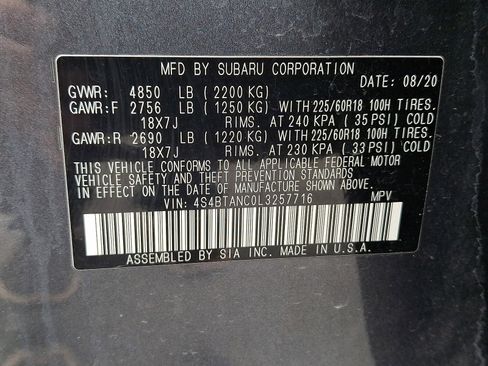 MFD BY SUBARU CORPORATION
DATE: 08/20
GVWR: 4850 LB (2200 KG)
GAWR:F 2756 LB (1250 KG) WITH 225/60R18 100H TIRES.
18X7J RIMS. AT 240 KPA (35 PSI) COLD
GAWR:R 2690 LB (1220 KG) WITH 225/60R18 100H TIRES.
18X7J RIMS. AT 230 KPA (33 PSI) COLD
THIS VEHICLE CONFORMS TO ALL APPLICABLE FEDERAL MOTOR
VEHICLE SAFETY AND THEFT PREVENTION STANDARDS
IN EFFECT ON THE DATE OF MANUFACTURE SHOWN ABOVE.
VIN: 4S4BTANC0L3257716 MPV
ASSEMBLED BY SIA INC. MADE IN U.S.A.